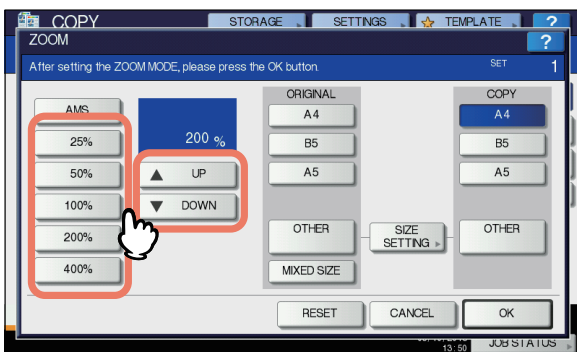 COPY STORAGE SETTINGS TEMPLATE ?
ZOOM ?
After setting the ZOOM MODE, please press the OK button. SET 1
ORIGINAL COPY
AMS A4 A4
25% 200 % B5 B5
50% UP A5 A5
100% DOWN
200% OTHER SIZE SETTING OTHER
400% MIXED SIZE
RESET CANCEL OK
13:50 JOB STATUS